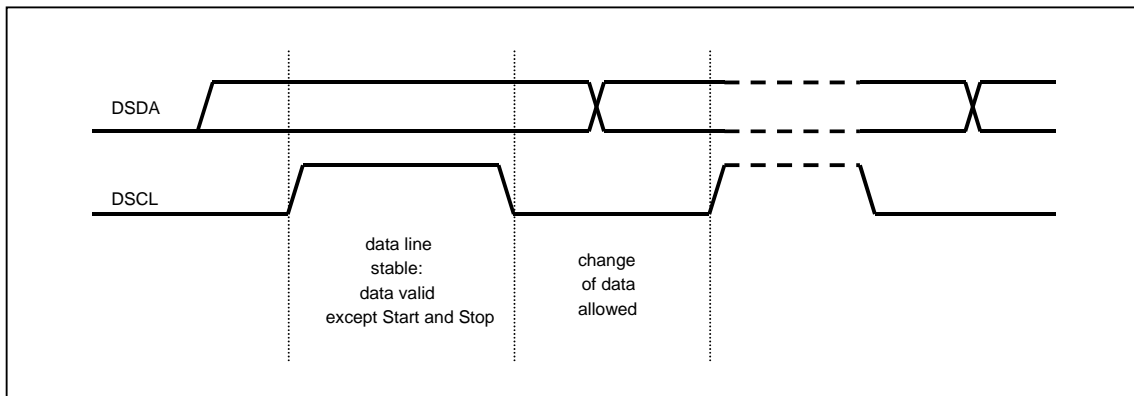 DSDA
DSCL
data line
stable:
data valid
except Start and Stop
change
of data
allowed